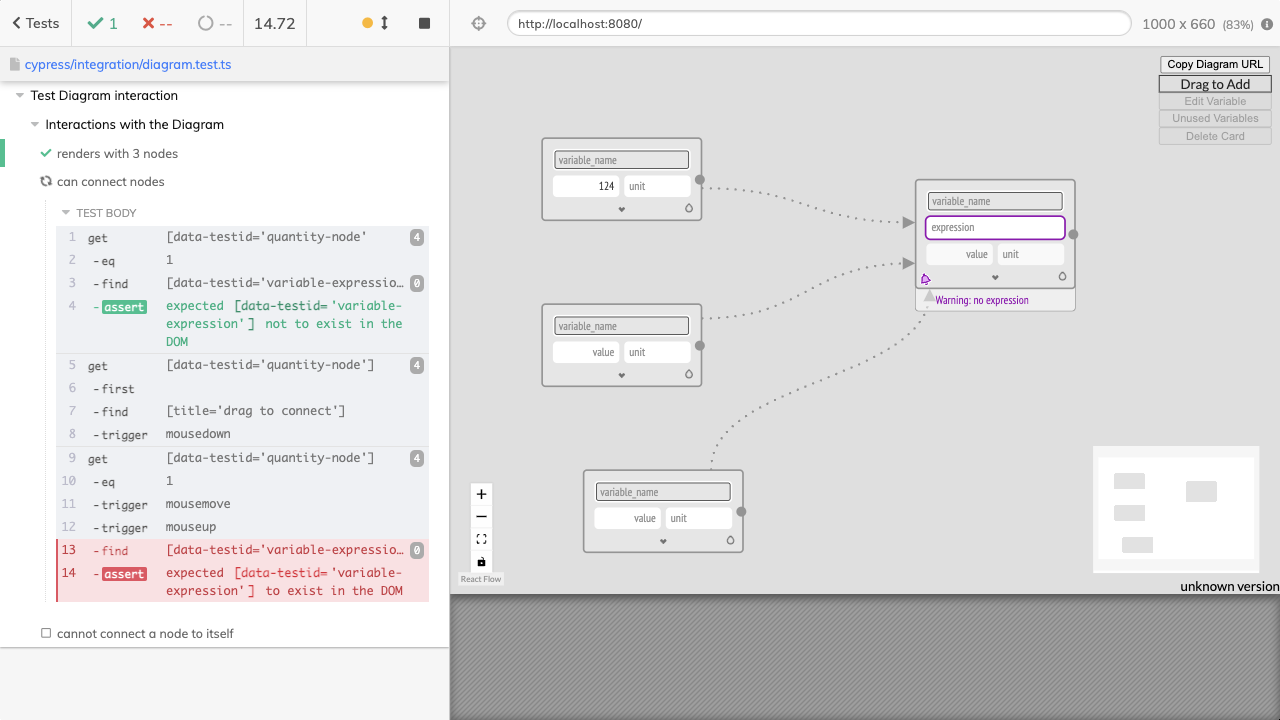 Tests
1
--
--
14.72
http://localhost:8080/
1000 x 660 (83%)
cypress/integration/diagram.test.ts
Test Diagram interaction
Interactions with the Diagram
renders with 3 nodes
can connect nodes
TEST BODY
1 get [data-testid='quantity-node' 4
2 -eq 1
3 -find [data-testid='variable-expressio… 0
4 -assert expected [data-testid='variable-
expression'] not to exist in the
DOM
5 get [data-testid='quantity-node'] 4
6 -first
7 -find [title='drag to connect']
8 -trigger mousedown
9 get [data-testid='quantity-node'] 4
10 -eq 1
11 -trigger mousemove
12 -trigger mouseup
13 -find [data-testid='variable-expressio… 0
14 -assert expected [data-testid='variable-
expression'] to exist in the DOM
cannot connect a node to itself
Copy Diagram URL
Drag to Add
Edit Variable
Unused Variables
Delete Card
variable_name
124 unit
variable_name
expression
value unit
Warning: no expression
variable_name
value unit
variable_name
value unit
React Flow
unknown version